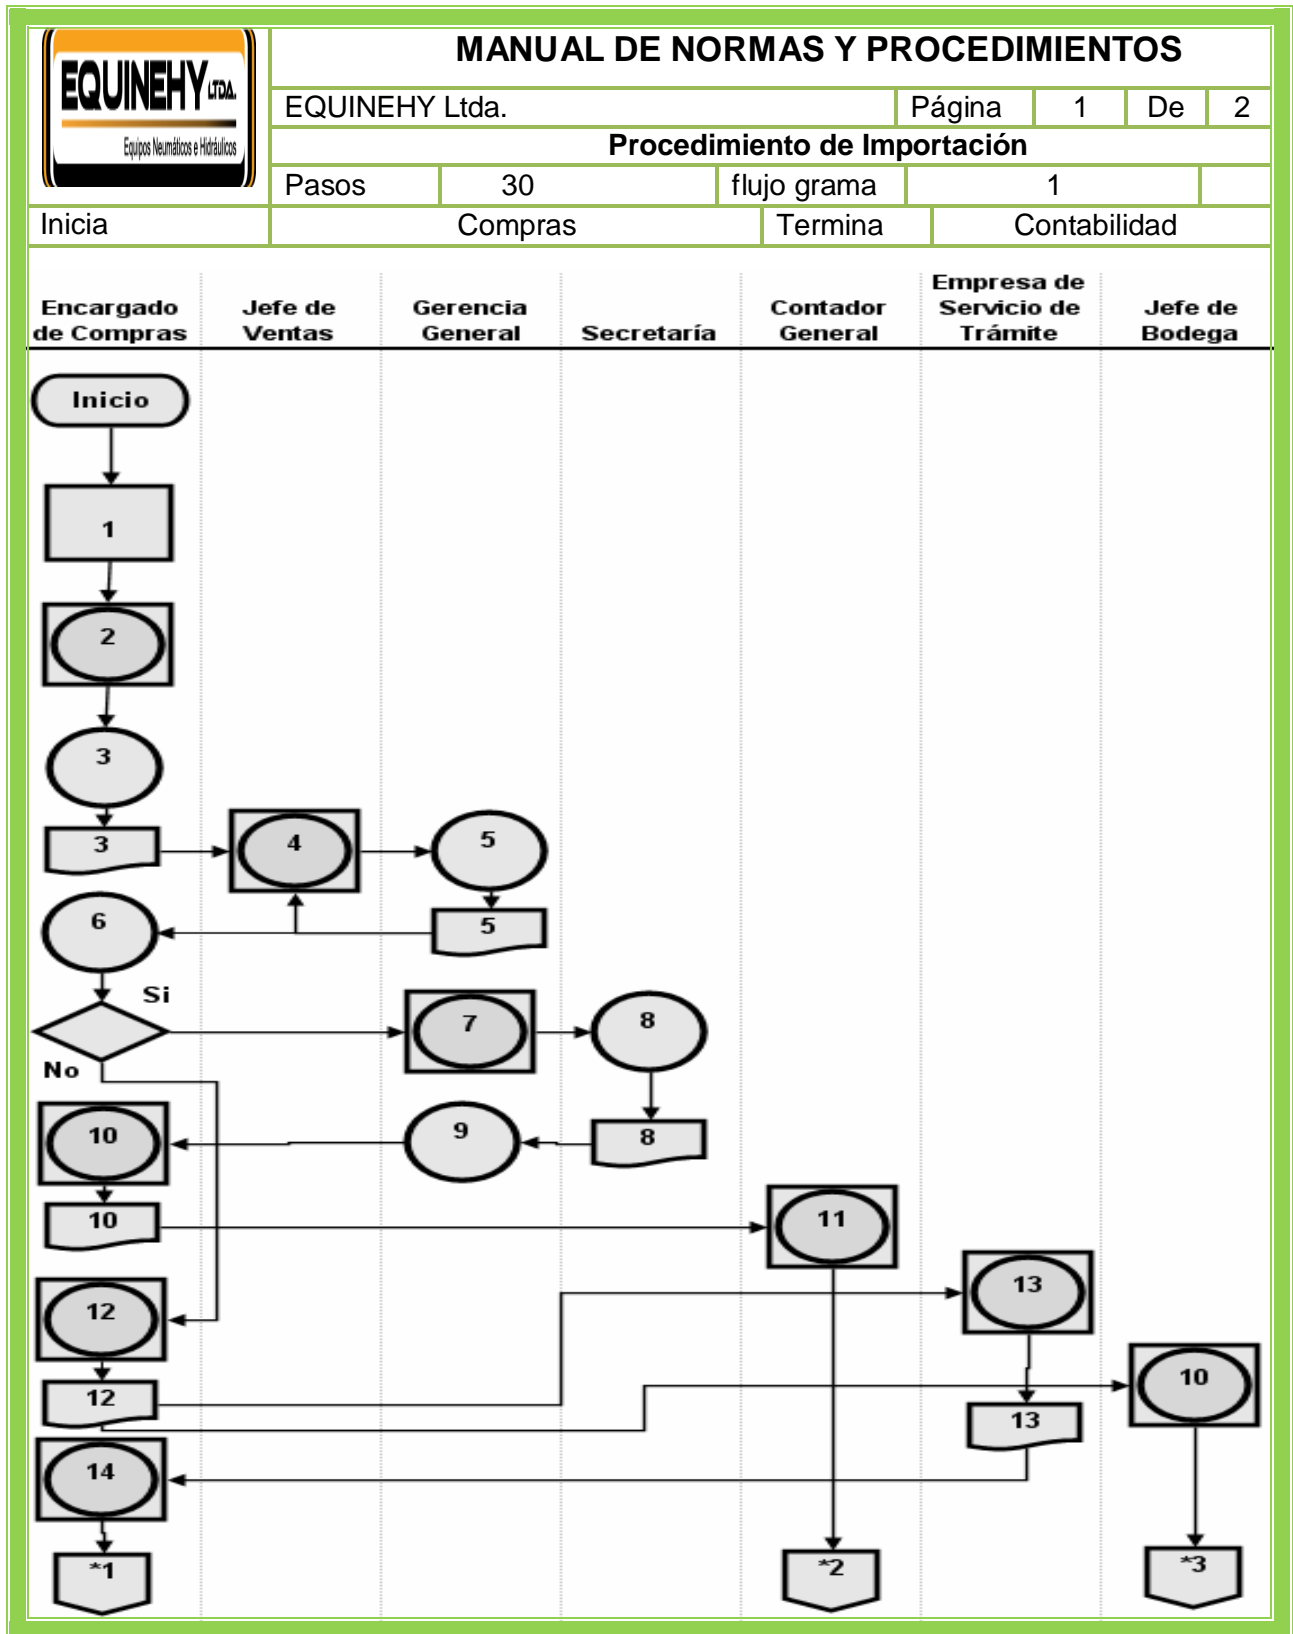 EQUINEHY LTDA.
Equipos Neumáticos e Hidráulicos
MANUAL DE NORMAS Y PROCEDIMIENTOS
EQUINEHY Ltda. Página 1 De 2
Procedimiento de Importación
Pasos 30 flujo grama 1
Inicia Compras Termina Contabilidad
Encargado de Compras
Jefe de Ventas
Gerencia General
Secretaría
Contador General
Empresa de Servicio de Trámite
Jefe de Bodega
Inicio
1
2
3
3
4
5
5
6
Si
No
7
8
8
9
10
10
11
12
12
13
13
10
14
*1
*2
*3